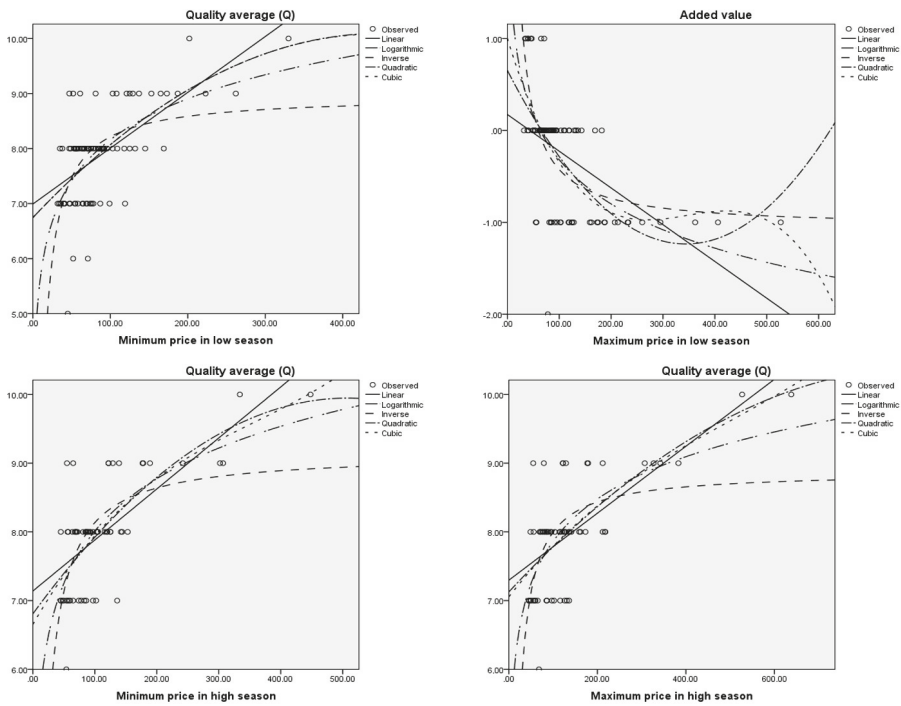 Quality average (Q)
10.00
9.00
8.00
7.00
6.00
5.00
.00 100.00 200.00 300.00 400.00
Minimum price in low season
Observed
Linear
Logarithmic
Inverse
Quadratic
Cubic
Added value
1.00
.00
-1.00
-2.00
.00 100.00 200.00 300.00 400.00 500.00 600.00
Maximum price in low season
Observed
Linear
Logarithmic
Inverse
Quadratic
Cubic
Quality average (Q)
10.00
9.00
8.00
7.00
6.00
.00 100.00 200.00 300.00 400.00 500.00
Minimum price in high season
Observed
Linear
Logarithmic
Inverse
Quadratic
Cubic
Quality average (Q)
10.00
9.00
8.00
7.00
6.00
.00 200.00 400.00 600.00
Maximum price in high season
Observed
Linear
Logarithmic
Inverse
Quadratic
Cubic